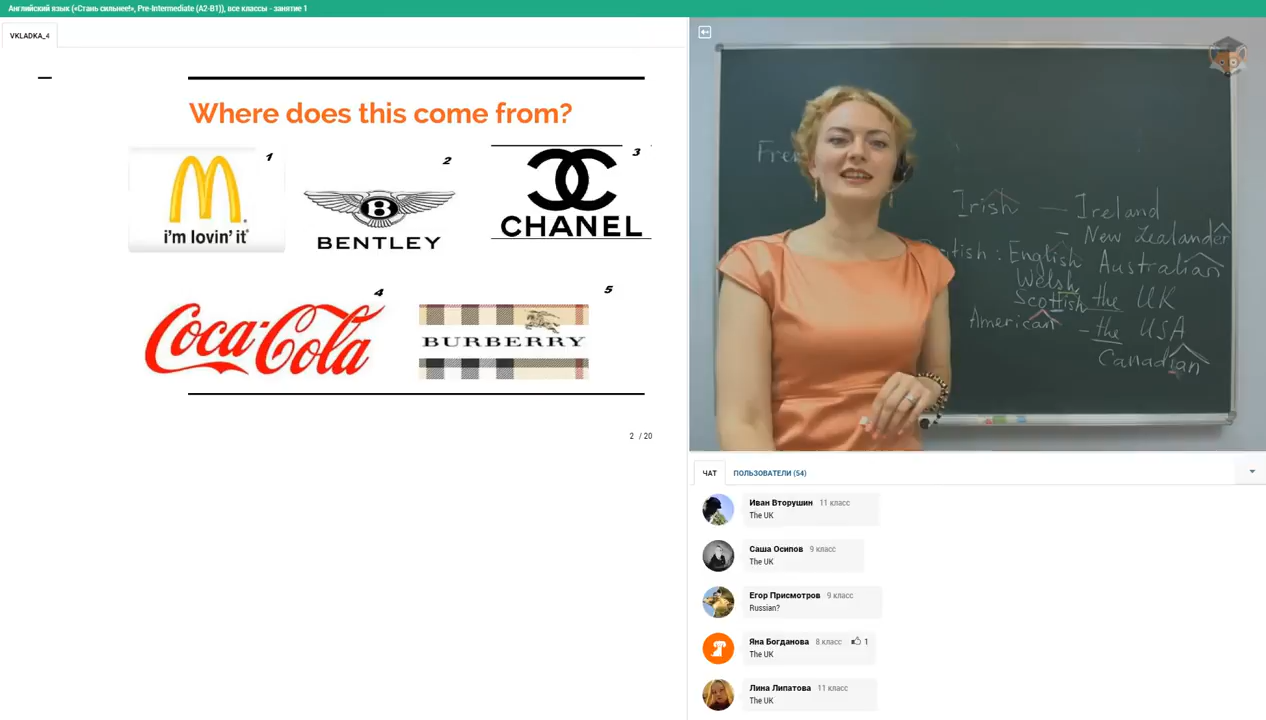 Английский язык («Стань сильнее!», Pre-Intermediate (A2-B1)), все классы - занятие 1
VKLADKA_4
Where does this come from?
1
2
3
i'm lovin' it
BENTLEY
CHANEL
4
5
Coca-Cola
BURBERRY
2 / 20
Irish — Ireland
- New Zealander
English Australian
Welsh
Scottish the UK
American - the USA
Canadian
ЧАТ ПОЛЬЗОВАТЕЛИ (54)
Иван Вторушин 11 класс
The UK
Саша Осипов 9 класс
The UK
Егор Присмотров 9 класс
Russian?
Яна Богданова 8 класс 1
The UK
Лина Липатова 11 класс
The UK